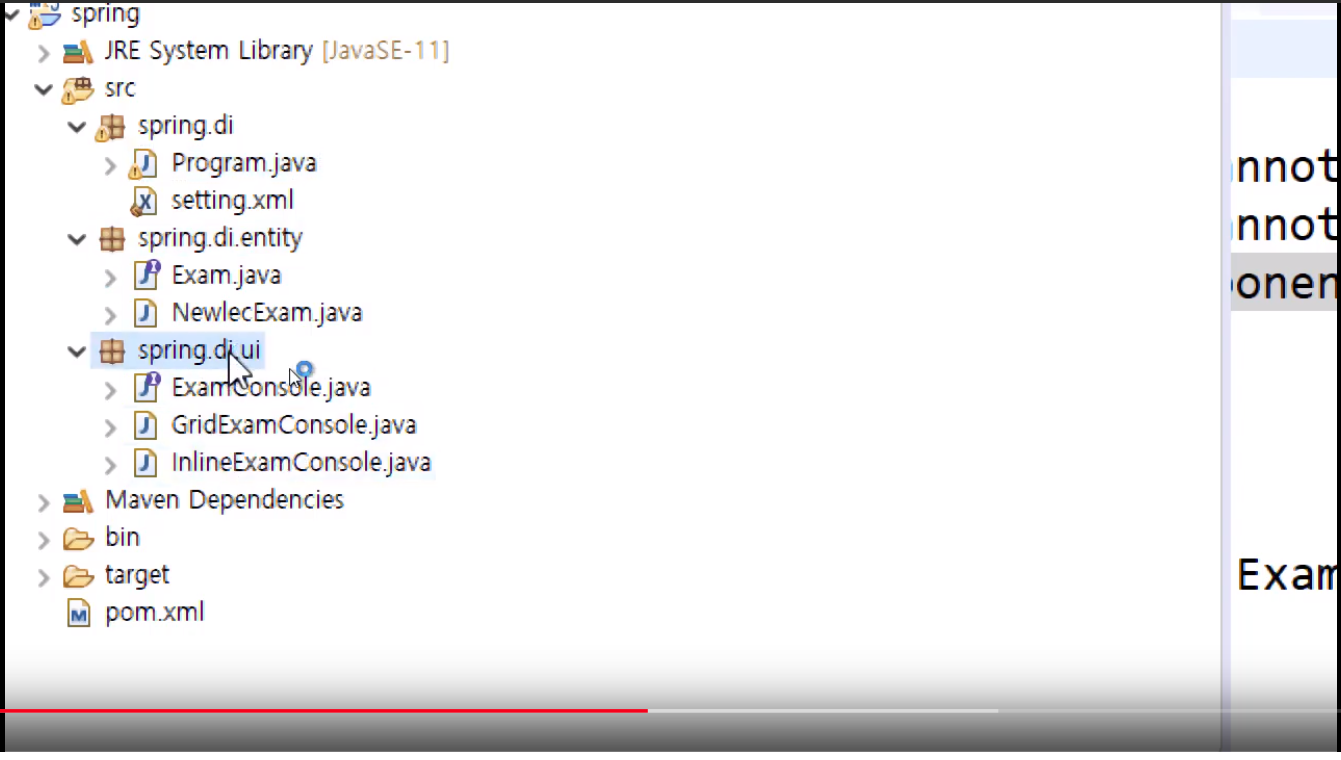 spring
JRE System Library [JavaSE-11]
src
spring.di
Program.java
setting.xml
spring.di.entity
Exam.java
NewlecExam.java
spring.di.ui
ExamConsole.java
GridExamConsole.java
InlineExamConsole.java
Maven Dependencies
bin
target
pom.xml
nnot
nnot
onen
Exam